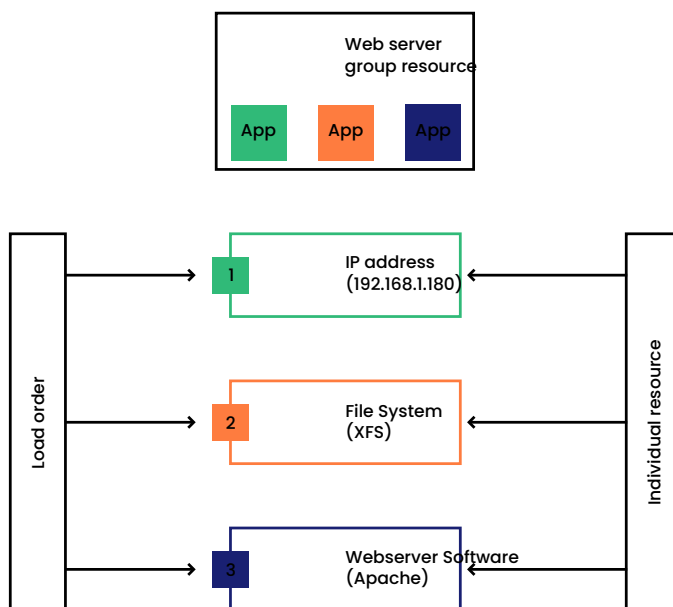 Web server
group resource
App
App
App
Load order
1
IP address
(192.168.1.180)
2
File System
(XFS)
3
Webserver Software
(Apache)
Individual resource